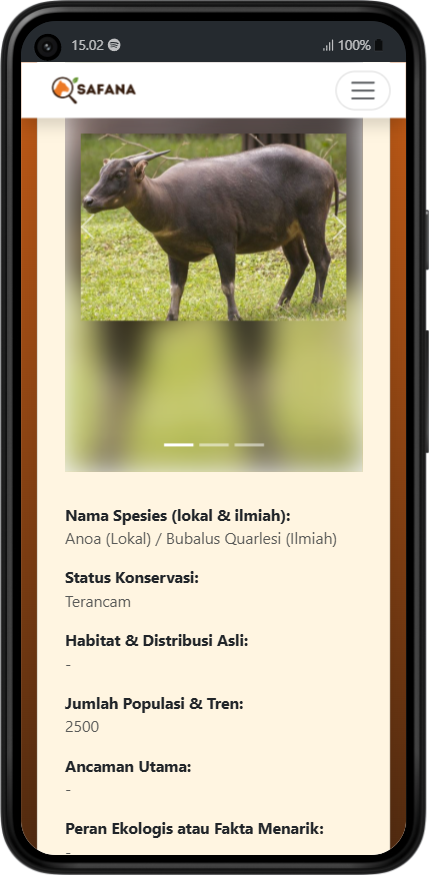 15.02
100%
SAFANA
Nama Spesies (lokal & ilmiah):
Anoa (Lokal) / Bubalus Quarlesi (Ilmiah)
Status Konservasi:
Terancam
Habitat & Distribusi Asli:
-
Jumlah Populasi & Tren:
2500
Ancaman Utama:
-
Peran Ekologis atau Fakta Menarik:
-